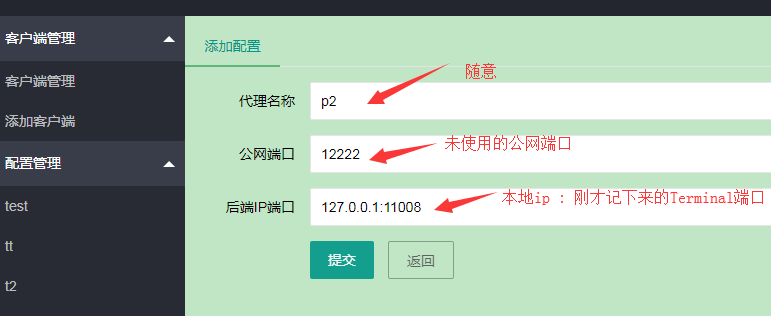 客户端管理
客户端管理
添加客户端
配置管理
test
tt
t2
添加配置
随意
代理名称 p2
未使用的公网端口
公网端口 12222
本地ip : 刚才记下来的Terminal端口
后端IP端口 127.0.0.1:11008
提交 返回